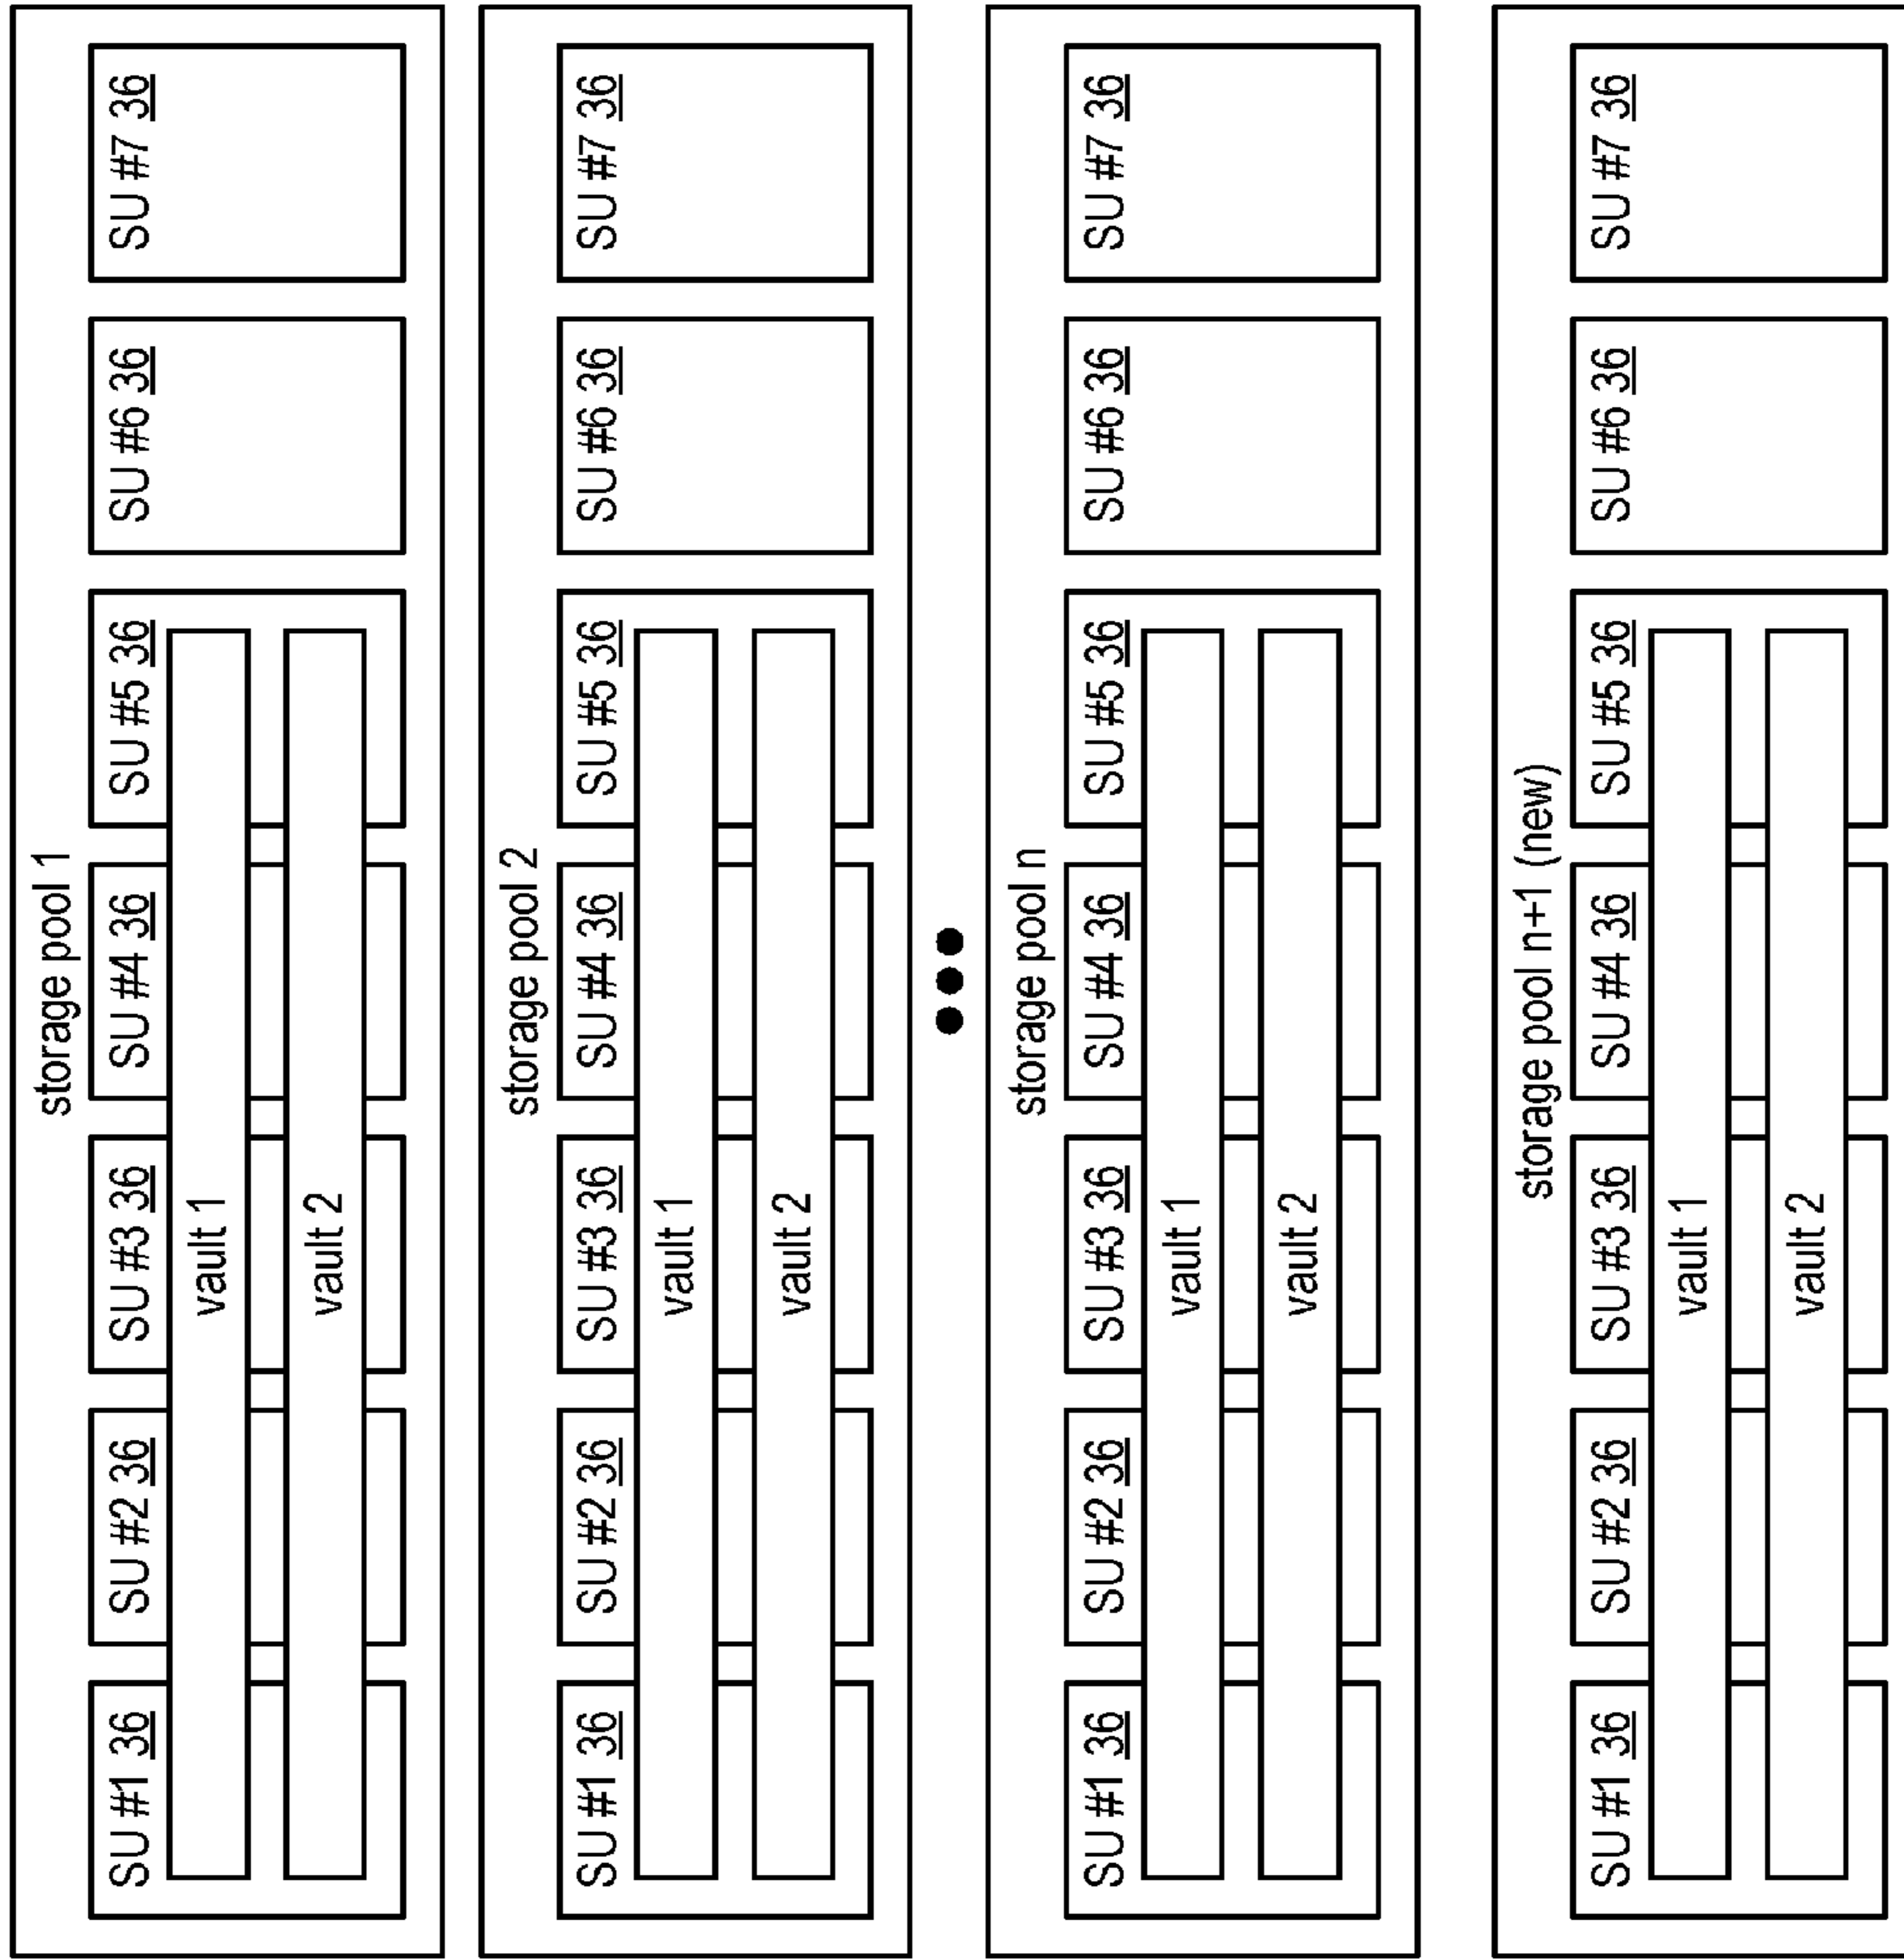 storage pool 1
SU #1 36 SU #2 36 SU #3 36 SU #4 36 SU #5 36 SU #6 36 SU #7 36
vault 1
vault 2
storage pool 2
SU #1 36 SU #2 36 SU #3 36 SU #4 36 SU #5 36 SU #6 36 SU #7 36
vault 1
vault 2
storage pool n
SU #1 36 SU #2 36 SU #3 36 SU #4 36 SU #5 36 SU #6 36 SU #7 36
vault 1
vault 2
storage pool n+1 (new)
SU #1 36 SU #2 36 SU #3 36 SU #4 36 SU #5 36 SU #6 36 SU #7 36
vault 1
vault 2